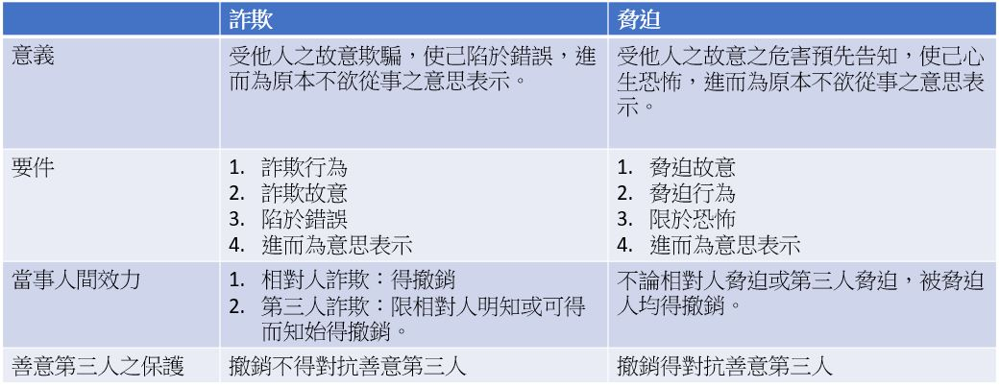 詐欺
脅迫
意義
受他人之故意欺騙，使己陷於錯誤，進
而為原本不欲從事之意思表示。
受他人之故意之危害預先告知，使己心
生恐怖，進而為原本不欲從事之意思表
示。
要件
1. 詐欺行為
2. 詐欺故意
3. 陷於錯誤
4. 進而為意思表示
1. 脅迫故意
2. 脅迫行為
3. 限於恐怖
4. 進而為意思表示
當事人間效力
1. 相對人詐欺：得撤銷
2. 第三人詐欺：限相對人明知或可得
而知始得撤銷。
不論相對人脅迫或第三人脅迫，被脅迫
人均得撤銷。
善意第三人之保護
撤銷不得對抗善意第三人
撤銷得對抗善意第三人